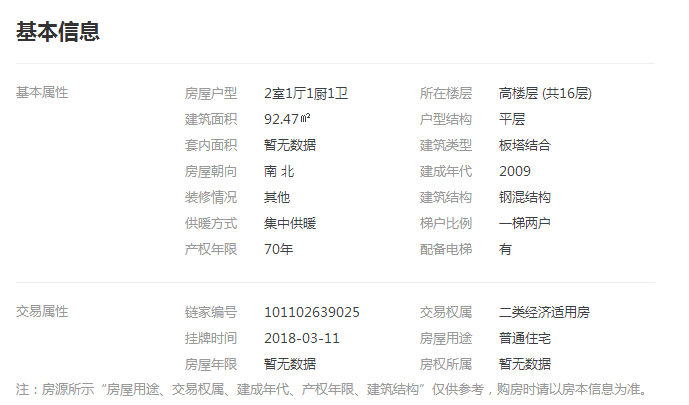 基本信息
基本属性 房屋户型 2室1厅1厨1卫 所在楼层 高楼层 (共16层)
建筑面积 92.47㎡ 户型结构 平层
套内面积 暂无数据 建筑类型 板塔结合
房屋朝向 南 北 建成年代 2009
装修情况 其他 建筑结构 钢混结构
供暖方式 集中供暖 梯户比例 一梯两户
产权年限 70年 配备电梯 有
交易属性 链家编号 101102639025 交易权属 二类经济适用房
挂牌时间 2018-03-11 房屋用途 普通住宅
房屋年限 暂无数据 房权所属 暂无数据
注：房源所示“房屋用途、交易权属、建成年代、产权年限、建筑结构”仅供参考，购房时请以房本信息为准。